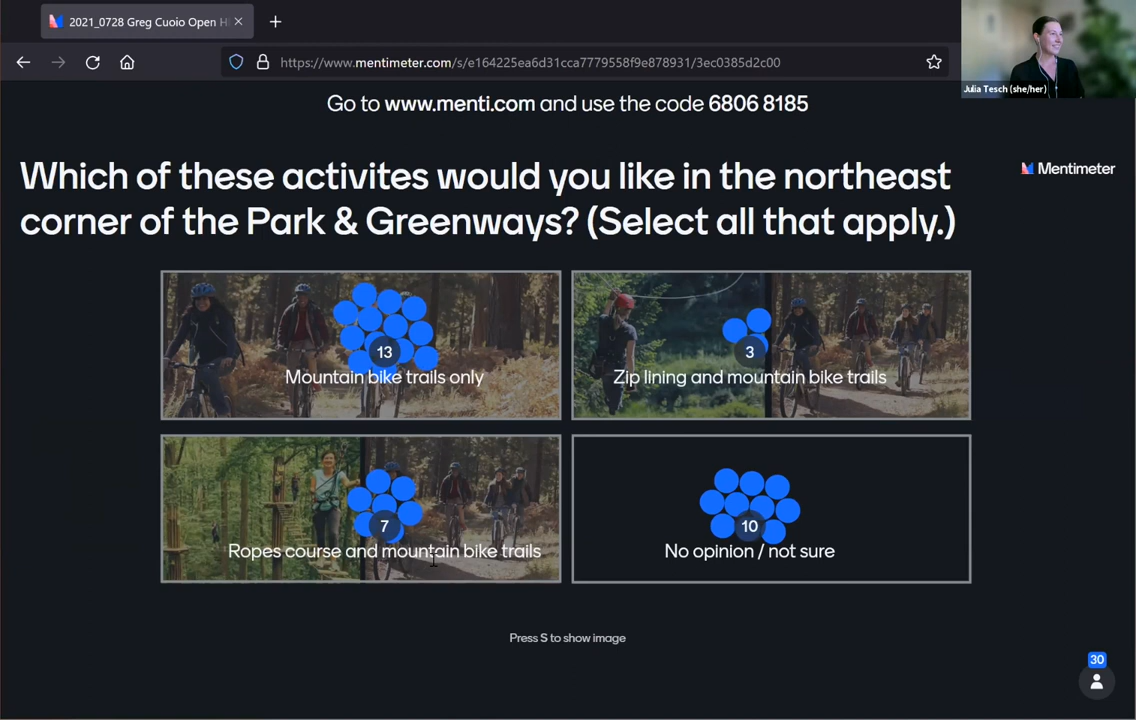 2021_0728 Greg Cuoio Open H
https://www.mentimeter.com/s/e164225ea6d31cca7779558f9e878931/3ec0385d2c00
Julia Tesch (she/her)
Go to www.menti.com and use the code 6806 8185
Which of these activites would you like in the northeast
corner of the Park & Greenways? (Select all that apply.)
Mentimeter
13
Mountain bike trails only
3
Zip lining and mountain bike trails
7
Ropes course and mountain bike trails
10
No opinion / not sure
Press S to show image
30